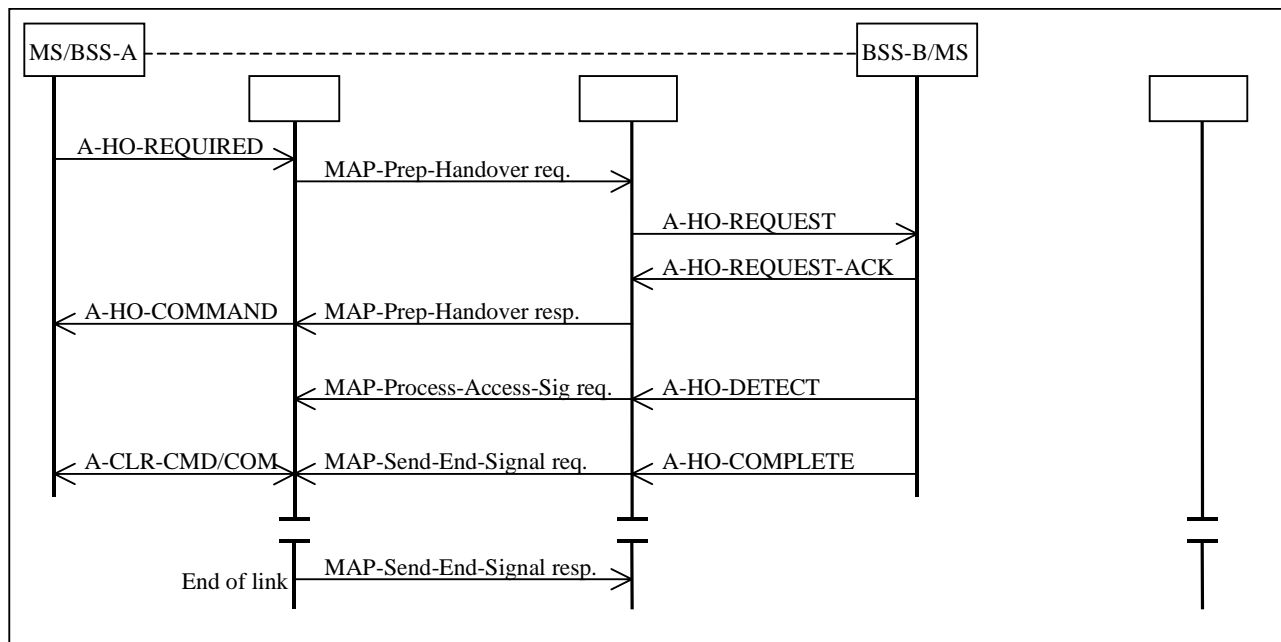 MS/BSS-A
BSS-B/MS
A-HO-REQUIRED
MAP-Prep-Handover req.
A-HO-REQUEST
A-HO-REQUEST-ACK
A-HO-COMMAND
MAP-Prep-Handover resp.
MAP-Process-Access-Sig req.
A-HO-DETECT
A-CLR-CMD/COM
MAP-Send-End-Signal req.
A-HO-COMPLETE
End of link
MAP-Send-End-Signal resp.